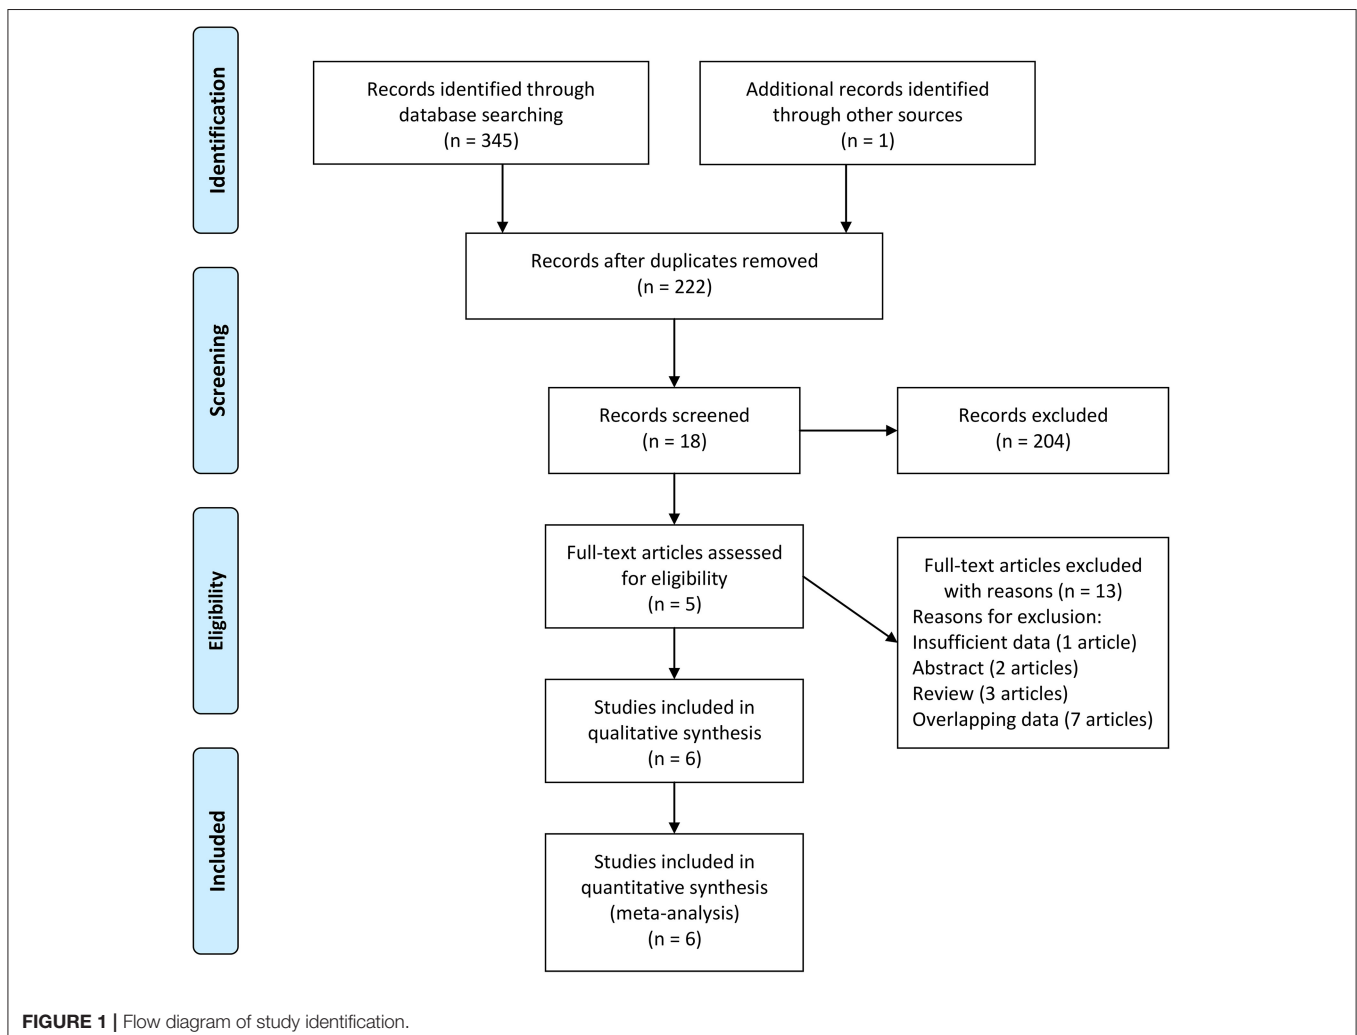 Identification
Records identified through
database searching
(n = 345)
Additional records identified
through other sources
(n = 1)
Records after duplicates removed
(n = 222)
Screening
Records screened
(n = 18)
Records excluded
(n = 204)
Eligibility
Full-text articles assessed
for eligibility
(n = 5)
Full-text articles excluded
with reasons (n = 13)
Reasons for exclusion:
Insufficient data (1 article)
Abstract (2 articles)
Review (3 articles)
Overlapping data (7 articles)
Studies included in
qualitative synthesis
(n = 6)
Included
Studies included in
quantitative synthesis
(meta-analysis)
(n = 6)
FIGURE 1 | Flow diagram of study identification.